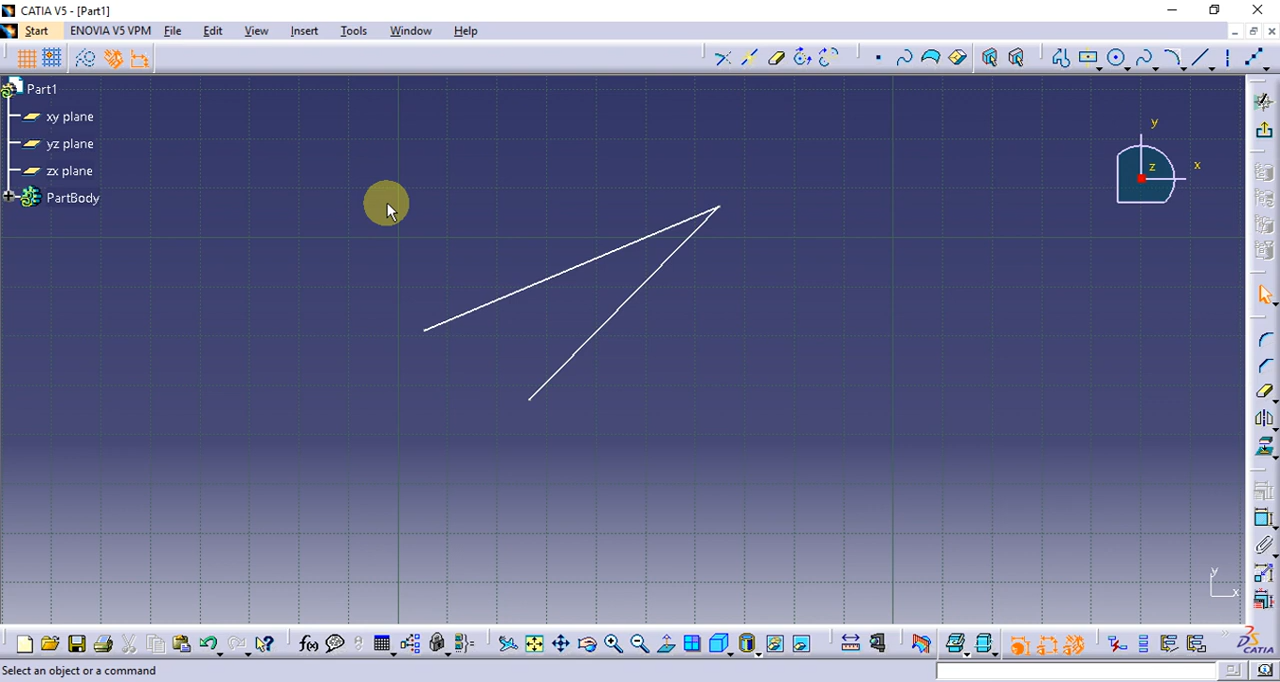 CATIA V5 - [Part1]
Start ENOVIA V5 VPM File Edit View Insert Tools Window Help
Part1
xy plane
yz plane
zx plane
PartBody
y
z
x
y
x
f(x)
CATIA
Select an object or a command